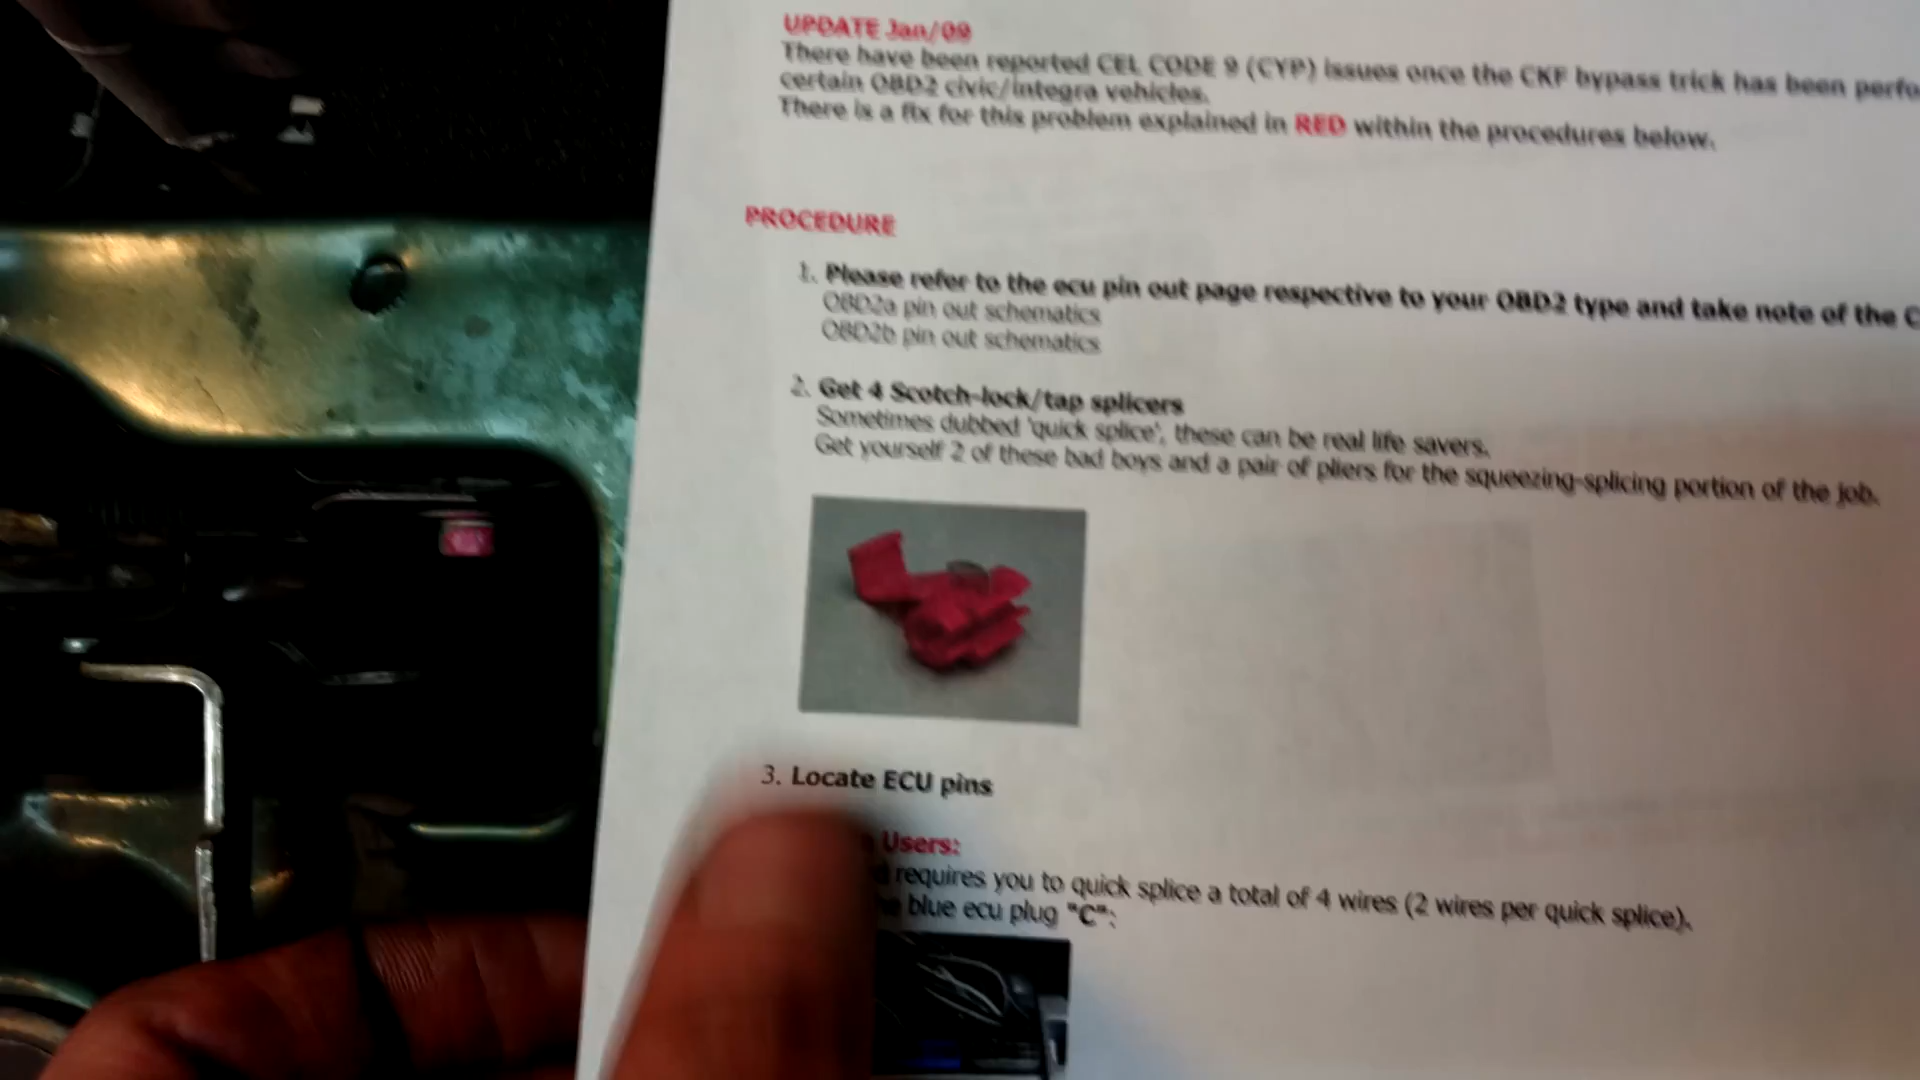 UPDATE Jan/09
There have been reported CEL CODE 9 (CYP) issues once the CKF bypass trick has been
certain OBD2 civic/integra vehicles.
There is a fix for this problem explained in RED within the procedures below.
PROCEDURE
1. Please refer to the ecu pin out page respective to your OBD2 type and take note of the
OBD2a pin out schematics
OBD2b pin out schematics
2. Get 4 Scotch-lock/tap splicers
Sometimes dubbed 'quick splice', these can be real life savers.
Get yourself 2 of these bad boys and a pair of pliers for the squeezing-splicing portion of the job.
3. Locate ECU pins
Users:
requires you to quick splice a total of 4 wires (2 wires per quick splice).
blue ecu plug "C":